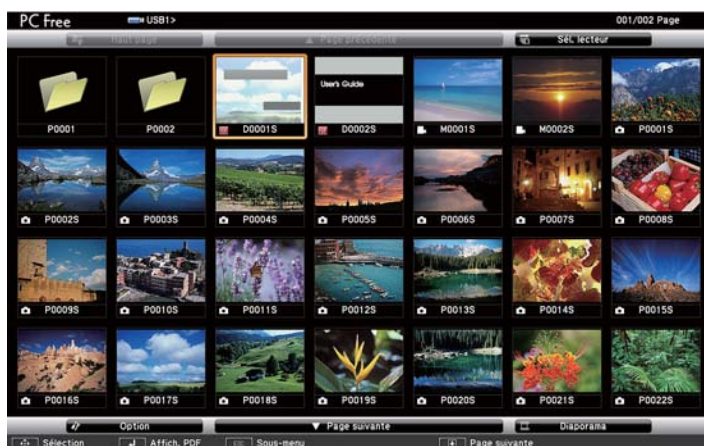 PC Free USB1> 001/002 Page
Haut page ▲ Page précédente Sél. lecteur
User's Guide
P0001 P0002 D0001S D0002S M0001S M0002S P0001S
P0002S P0003S P0004S P0005S P0006S P0007S P0008S
P0009S P0010S P0011S P0012S P0013S P0014S P0015S
P0016S P0017S P0018S P0019S P0020S P0021S P0022S
Option ▼ Page suivante Diaporama
Sélection Affich. PDF ESC Sous-menu Page suivante